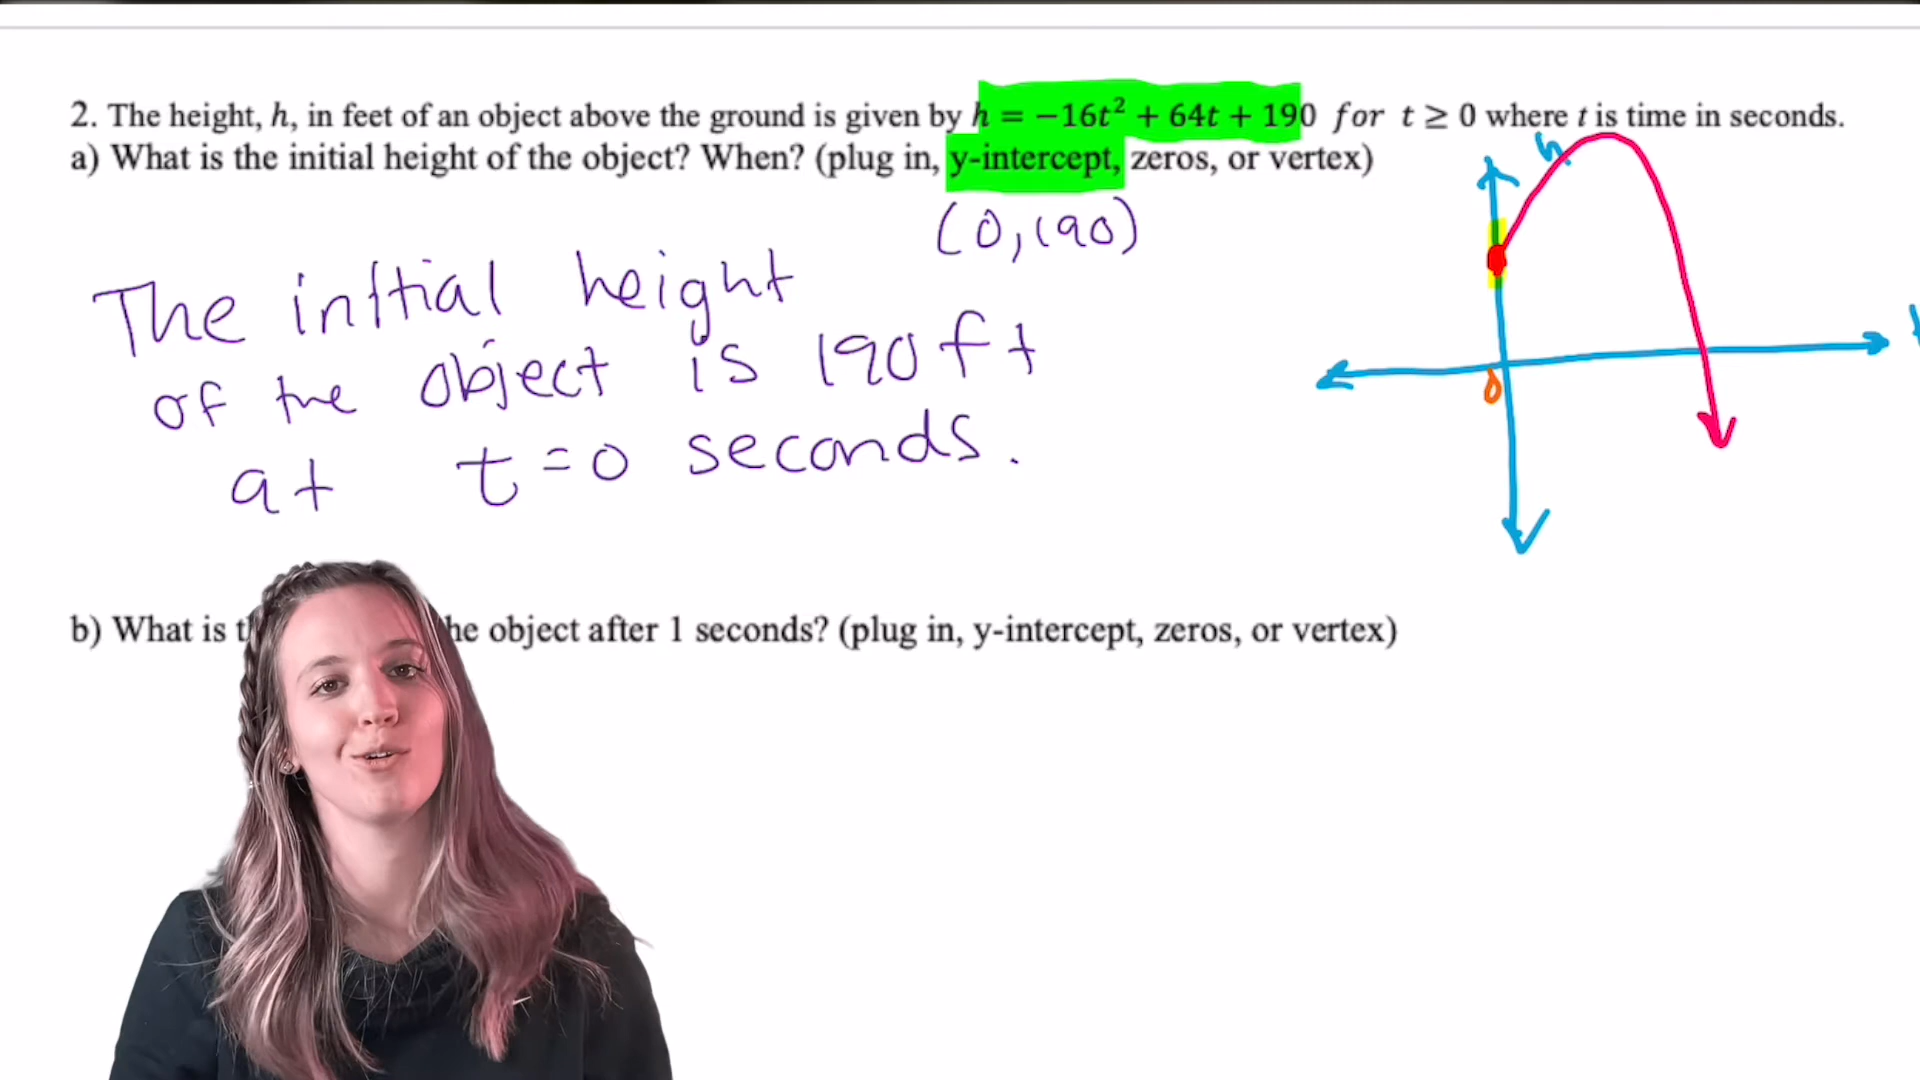 2. The height, h, in feet of an object above the ground is given by h = −16t² + 64t + 190 for t ≥ 0 where t is time in seconds.
a) What is the initial height of the object? When? (plug in, y-intercept, zeros, or vertex)
(0,190)
h
The initial height
of the object is 190ft
at t=0 seconds.
0
b) What is he object after 1 seconds? (plug in, y-intercept, zeros, or vertex)